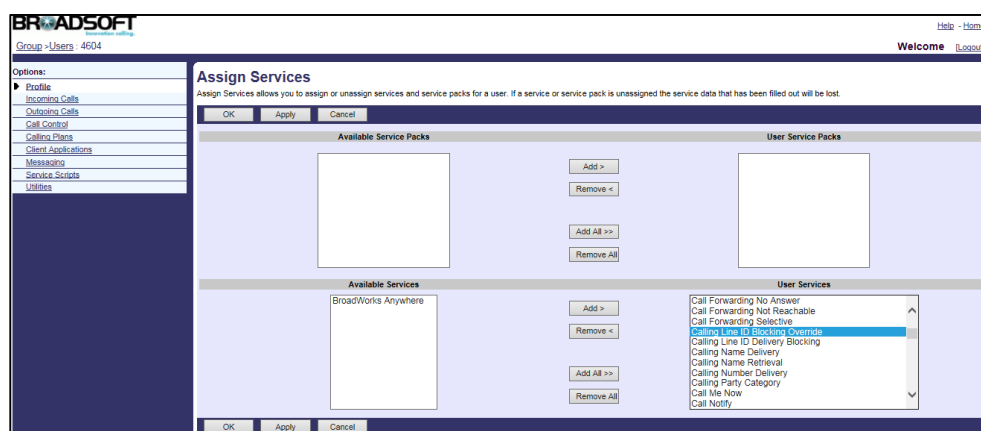 BROADSOFT
innovation calling.
Help - Home
Group >Users : 4604
Welcome [Logout
Options:
Profile
Incoming Calls
Outgoing Calls
Call Control
Calling Plans
Client Applications
Messaging
Service Scripts
Utilities
Assign Services
Assign Services allows you to assign or unassign services and service packs for a user. If a service or service pack is unassigned the service data that has been filled out will be lost.
OK Apply Cancel
Available Service Packs User Service Packs
Add >
Remove <
Add All >>
Remove All
Available Services User Services
BroadWorks Anywhere
Add >
Remove <
Add All >>
Remove All
Call Forwarding No Answer
Call Forwarding Not Reachable
Call Forwarding Selective
Calling Line ID Blocking Override
Calling Line ID Delivery Blocking
Calling Name Delivery
Calling Name Retrieval
Calling Number Delivery
Calling Party Category
Call Me Now
Call Notify
OK Apply Cancel